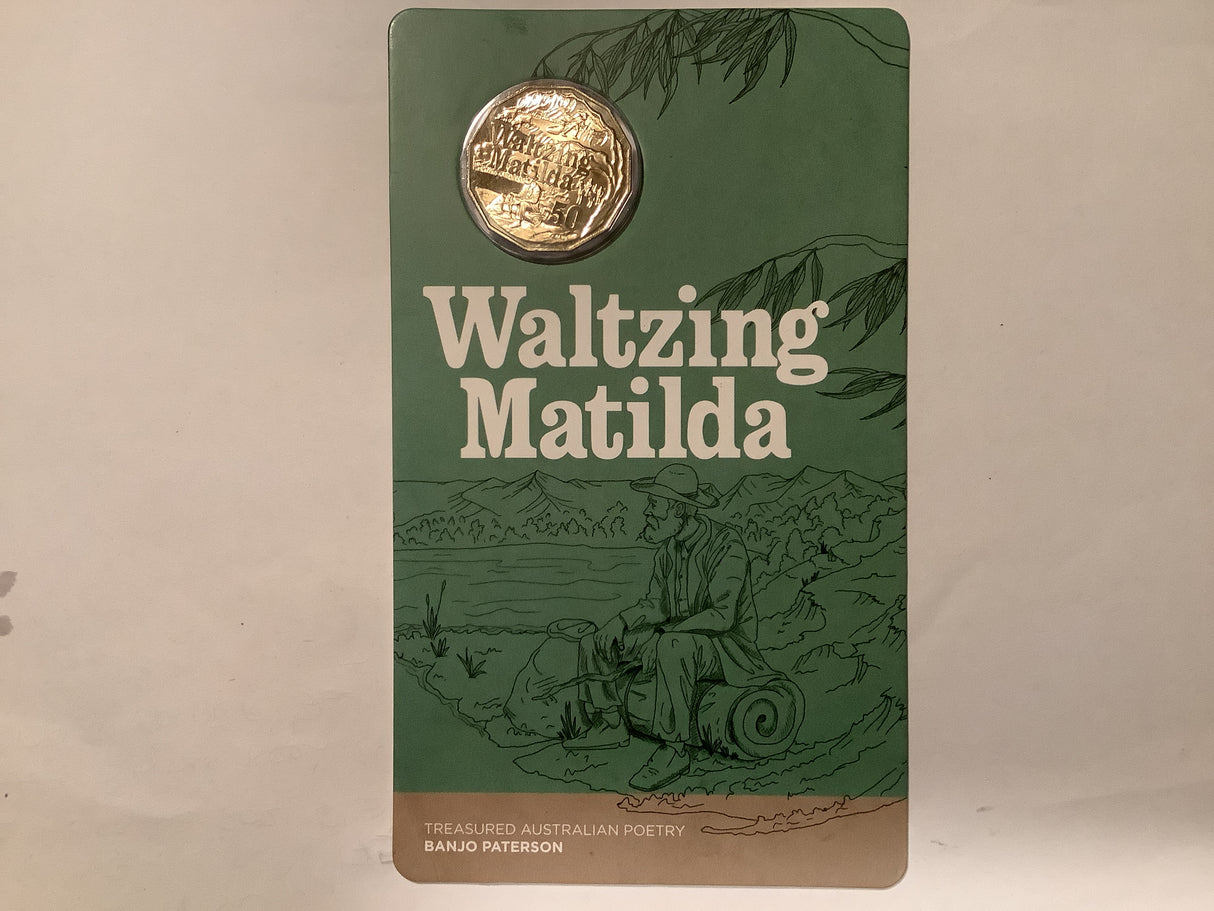 Waltzing
Matilda
50
Waltzing
Matilda
TREASURED AUSTRALIAN POETRY
BANJO PATERSON